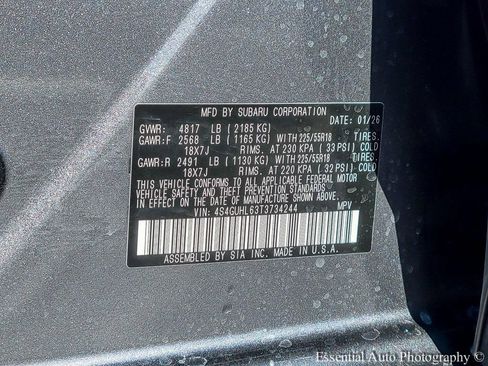 MFD BY SUBARU CORPORATION
DATE: 01/26
GVWR: 4817 LB (2185 KG)
GAWR:F 2568 LB (1165 KG) WITH 225/55R18 TIRES.
18X7J RIMS. AT 230 KPA (33 PSI) COLD
GAWR:R 2491 LB (1130 KG) WITH 225/55R18 TIRES.
18X7J RIMS. AT 220 KPA (32 PSI) COLD
THIS VEHICLE CONFORMS TO ALL APPLICABLE FEDERAL MOTOR
VEHICLE SAFETY AND THEFT PREVENTION STANDARDS
IN EFFECT ON THE DATE OF MANUFACTURE SHOWN ABOVE.
VIN: 4S4GUHL63T3734244 MPV
ASSEMBLED BY SIA INC. MADE IN U.S.A.
Essential Auto Photography ©